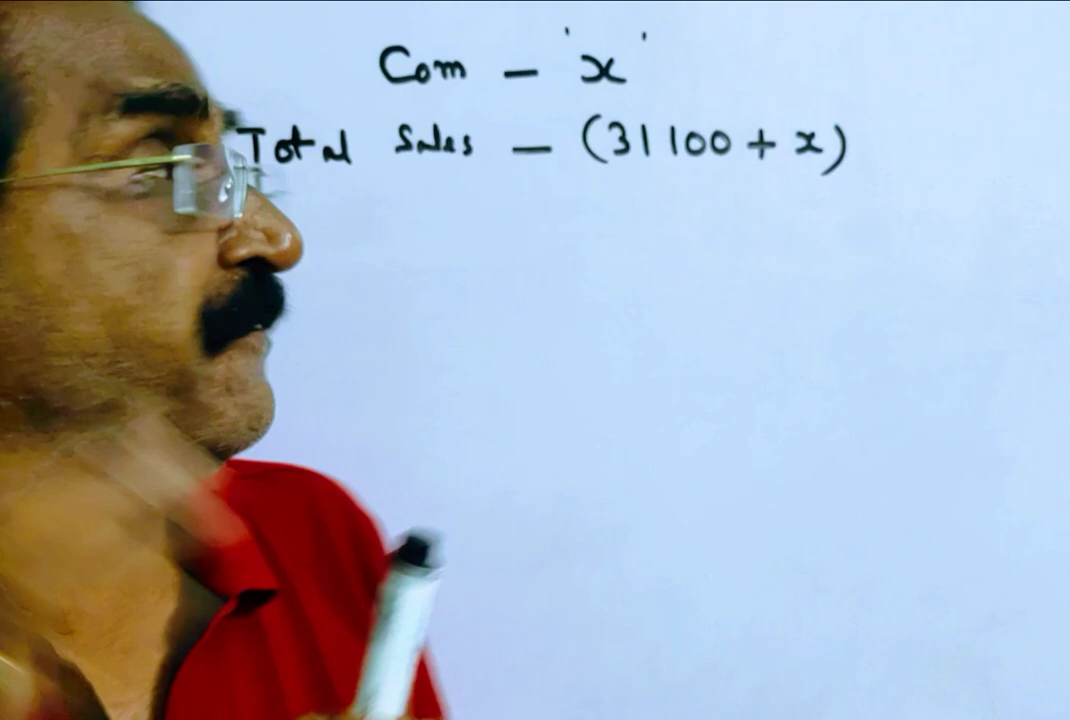 Com - 'x'
Total Sales - (31100 + x)